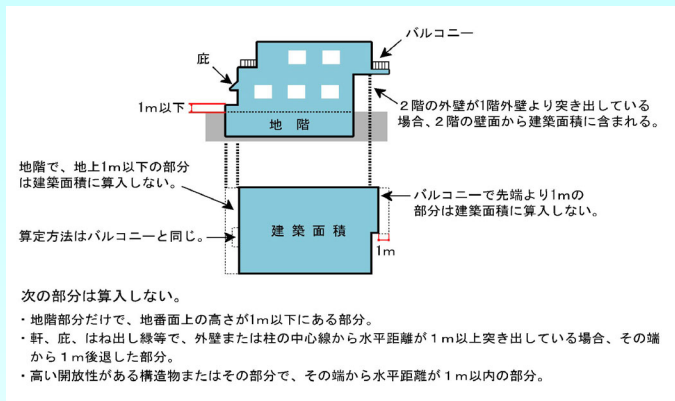 バルコニー
庇
1m以下
地 階
2階の外壁が1階外壁より突き出している
場合、2階の壁面から建築面積に含まれる。
地階で、地上1m以下の部分
は建築面積に算入しない。
バルコニーで先端より1mの
部分は建築面積に算入しない。
建 築 面 積
算定方法はバルコニーと同じ。
1m
次の部分は算入しない。
・地階部分だけで、地番面上の高さが1m以下にある部分。
・軒、庇、はね出し緑等で、外壁または柱の中心線から水平距離が1m以上突き出している場合、その端
から1m後退した部分。
・高い開放性がある構造物またはその部分で、その端から水平距離が1m以内の部分。